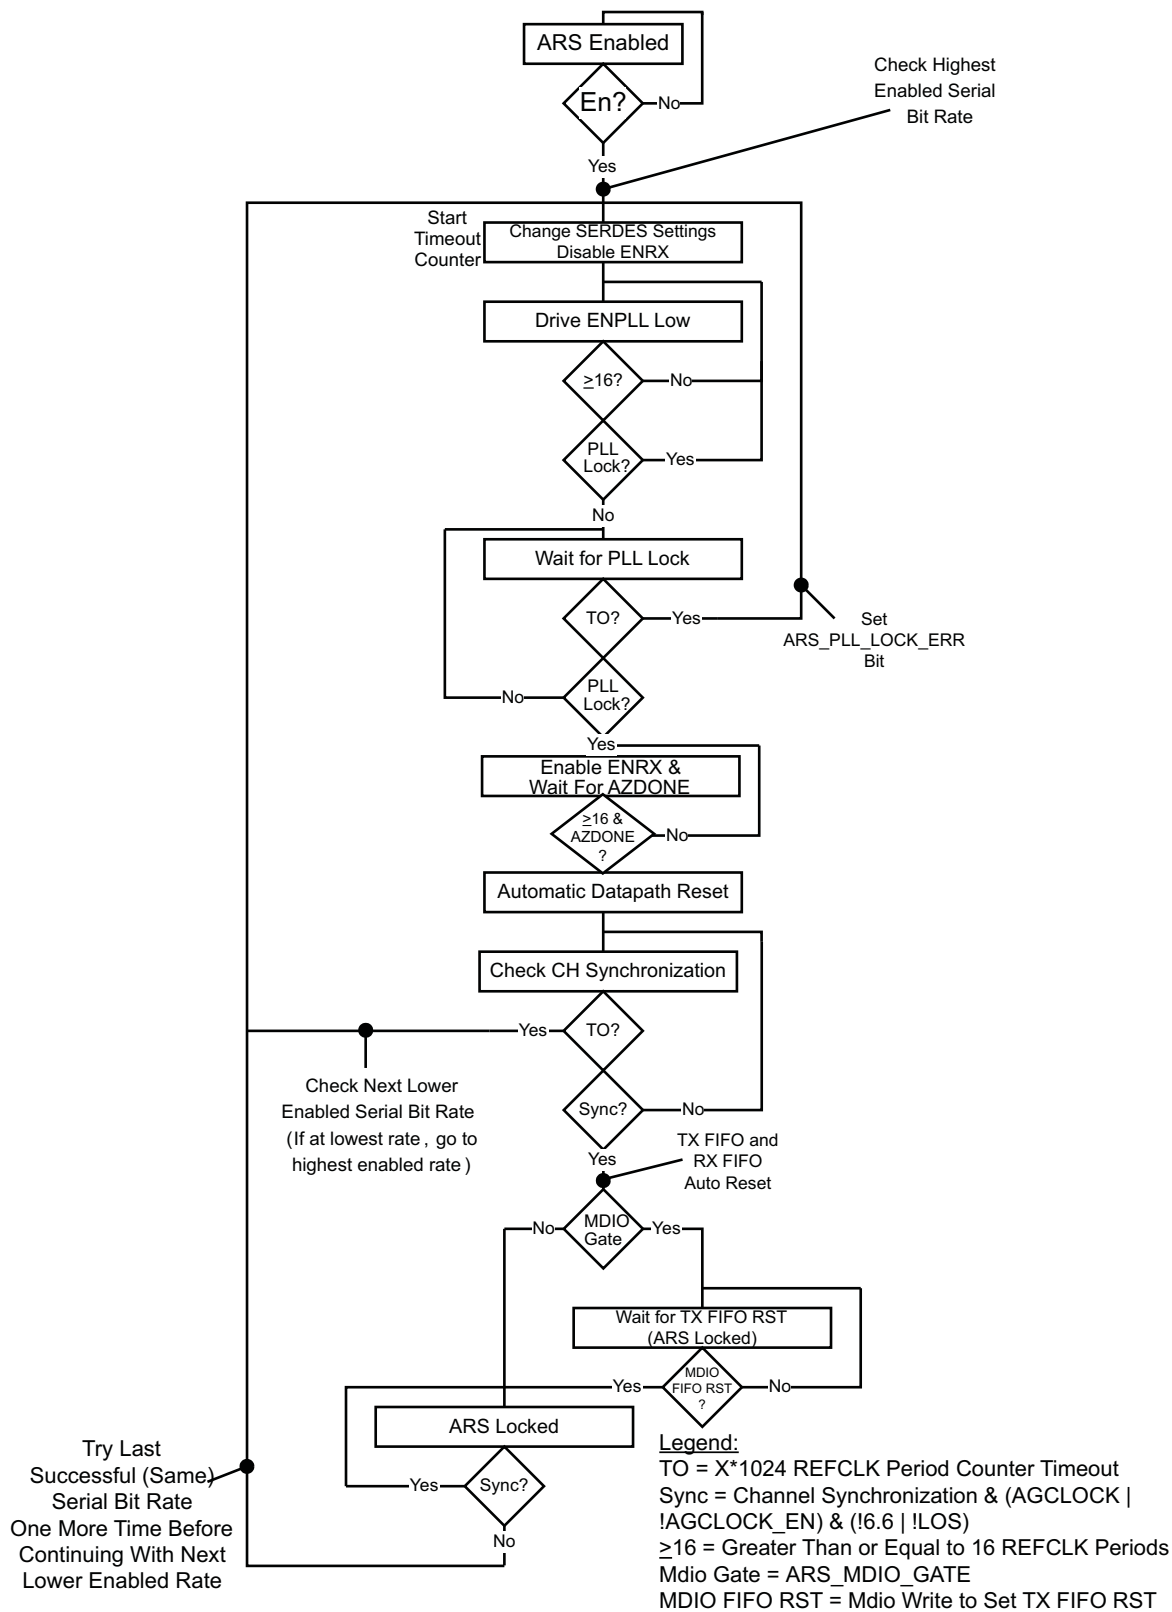 ARS Enabled
En?
No
Yes
Check Highest
Enabled Serial
Bit Rate
Start
Timeout
Counter
Change SERDES Settings
Disable ENRX
Drive ENPLL Low
≥16?
No
PLL
Lock?
Yes
No
Wait for PLL Lock
TO?
Yes
Set
ARS_PLL_LOCK_ERR
Bit
PLL
Lock?
No
Yes
Enable ENRX &
Wait For AZDONE
≥16 &
AZDONE
?
No
Automatic Datapath Reset
Check CH Synchronization
Yes
TO?
Check Next Lower
Enabled Serial Bit Rate
(If at lowest rate, go to
highest enabled rate)
Sync?
No
Yes
TX FIFO and
RX FIFO
Auto Reset
No
MDIO
Gate
Yes
Wait for TX FIFO RST
(ARS Locked)
Yes
MDIO
FIFO RST
?
No
ARS Locked
Yes
Sync?
No
Try Last
Successful (Same)
Serial Bit Rate
One More Time Before
Continuing With Next
Lower Enabled Rate
Legend:
TO = X*1024 REFCLK Period Counter Timeout
Sync = Channel Synchronization & (AGCLOCK |
!AGCLOCK_EN) & (!6.6 | !LOS)
≥16 = Greater Than or Equal to 16 REFCLK Periods
Mdio Gate = ARS_MDIO_GATE
MDIO FIFO RST = Mdio Write to Set TX FIFO RST